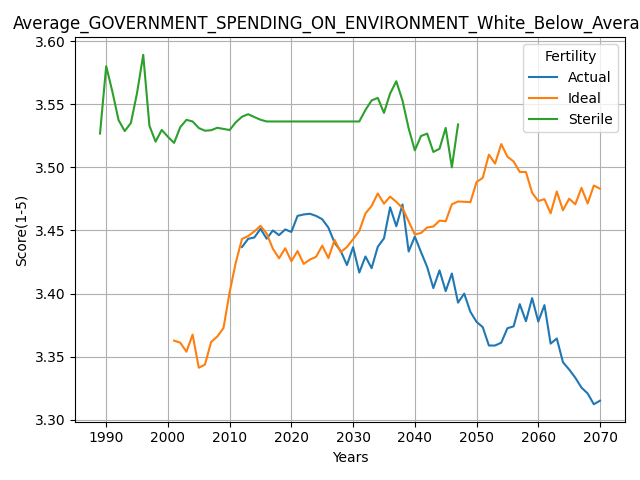 Average_GOVERNMENT_SPENDING_ON_ENVIRONMENT_White_Below_Avera
Score(1-5)
3.60
3.55
3.50
3.45
3.40
3.35
3.30
Fertility
Actual
Ideal
Sterile
1990 2000 2010 2020 2030 2040 2050 2060 2070
Years